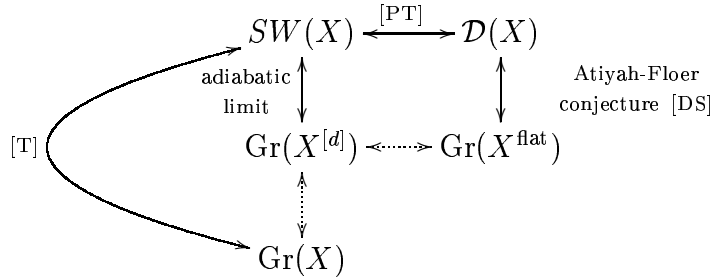 [PT]
SW(X) 𝒟(X)
adiabatic
limit
Atiyah-Floer
conjecture [DS]
[T]
Gr(X^{[d]}) Gr(X^{flat})
Gr(X)